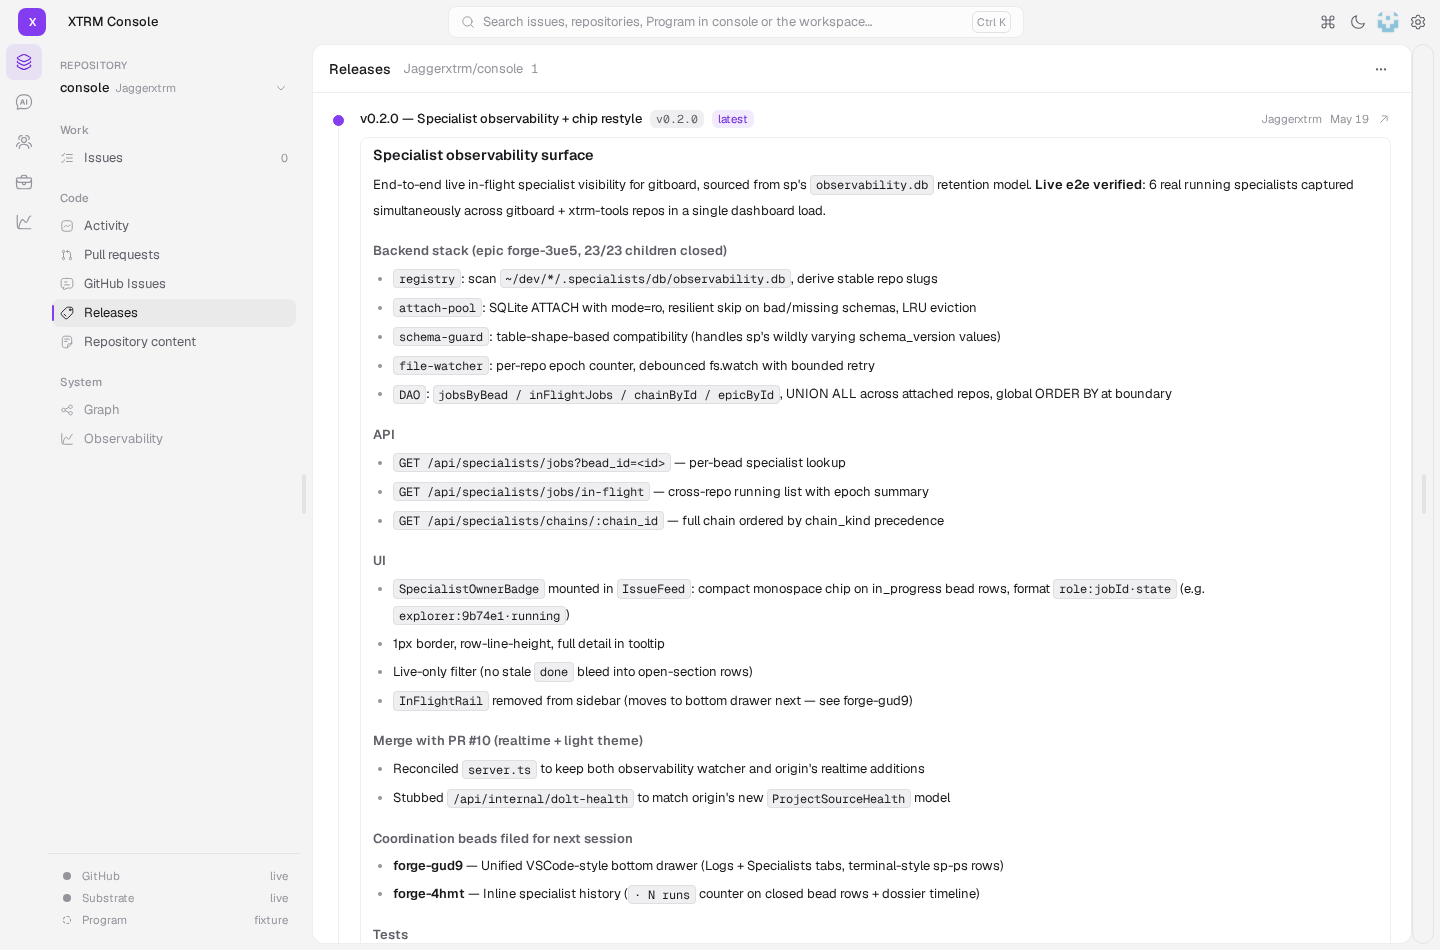 X
XTRM Console
Search issues, repositories, Program in console or the workspace...
Ctrl K
REPOSITORY
console Jaggerxtrm
Work
Issues 0
Code
Activity
Pull requests
GitHub Issues
Releases
Repository content
System
Graph
Observability
GitHub live
Substrate live
Program fixture
Releases Jaggerxtrm/console 1
v0.2.0 — Specialist observability + chip restyle v0.2.0 latest Jaggerxtrm May 19
Specialist observability surface
End-to-end live in-flight specialist visibility for gitboard, sourced from sp's observability.db retention model. Live e2e verified: 6 real running specialists captured
simultaneously across gitboard + xtrm-tools repos in a single dashboard load.
Backend stack (epic forge-3ue5, 23/23 children closed)
registry: scan ~/dev/*/.specialists/db/observability.db, derive stable repo slugs
attach-pool: SQLite ATTACH with mode=ro, resilient skip on bad/missing schemas, LRU eviction
schema-guard: table-shape-based compatibility (handles sp's wildly varying schema_version values)
file-watcher: per-repo epoch counter, debounced fs.watch with bounded retry
DAO: jobsByBead / inFlightJobs / chainById / epicById, UNION ALL across attached repos, global ORDER BY at boundary
API
GET /api/specialists/jobs?bead_id=<id> — per-bead specialist lookup
GET /api/specialists/jobs/in-flight — cross-repo running list with epoch summary
GET /api/specialists/chains/:chain_id — full chain ordered by chain_kind precedence
UI
SpecialistOwnerBadge mounted in IssueFeed: compact monospace chip on in_progress bead rows, format role:jobId·state (e.g.
explorer:9b74e1·running)
1px border, row-line-height, full detail in tooltip
Live-only filter (no stale done bleed into open-section rows)
InFlightRail removed from sidebar (moves to bottom drawer next — see forge-gud9)
Merge with PR #10 (realtime + light theme)
Reconciled server.ts to keep both observability watcher and origin's realtime additions
Stubbed /api/internal/dolt-health to match origin's new ProjectSourceHealth model
Coordination beads filed for next session
forge-gud9 — Unified VSCode-style bottom drawer (Logs + Specialists tabs, terminal-style sp-ps rows)
forge-4hmt — Inline specialist history (· N runs counter on closed bead rows + dossier timeline)
Tests